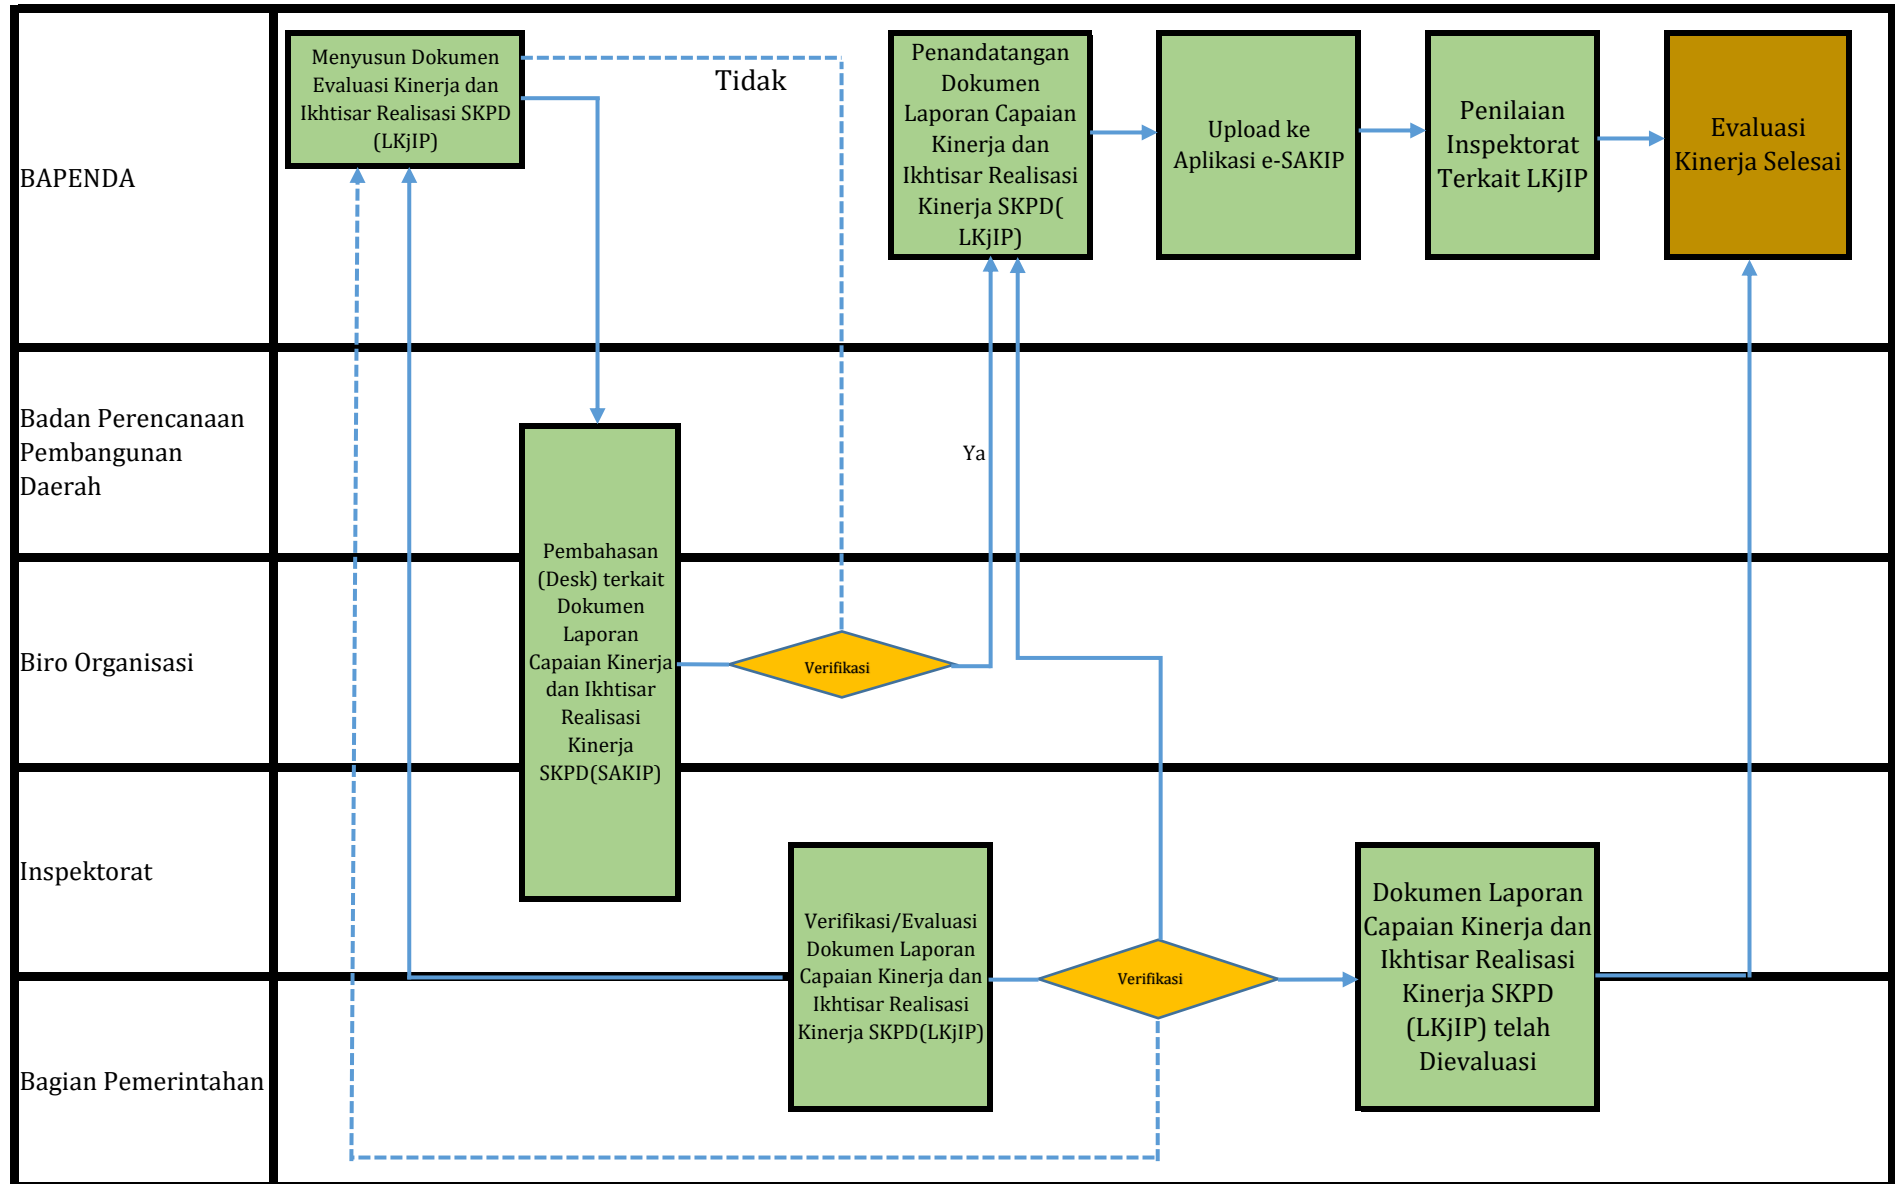 Menyusun Dokumen
Evaluasi Kinerja dan
Ikhtisar Realisasi SKPD
(LKjIP)
Tidak
Penandatangan
Dokumen
Laporan Capaian
Kinerja dan
Ikhtisar Realisasi
Kinerja SKPD(
LKjIP)
Upload ke
Aplikasi e-SAKIP
Penilaian
Inspektorat
Terkait LKjIP
Evaluasi
Kinerja Selesai
BAPENDA
Badan Perencanaan
Pembangunan
Daerah
Ya
Pembahasan
(Desk) terkait
Dokumen
Laporan
Capaian Kinerja
dan Ikhtisar
Realisasi
Kinerja
SKPD(SAKIP)
Biro Organisasi
Verifikasi
Inspektorat
Verifikasi/Evaluasi
Dokumen Laporan
Capaian Kinerja dan
Ikhtisar Realisasi
Kinerja SKPD(LKjIP)
Verifikasi
Dokumen Laporan
Capaian Kinerja dan
Ikhtisar Realisasi
Kinerja SKPD
(LKjIP) telah
Dievaluasi
Bagian Pemerintahan